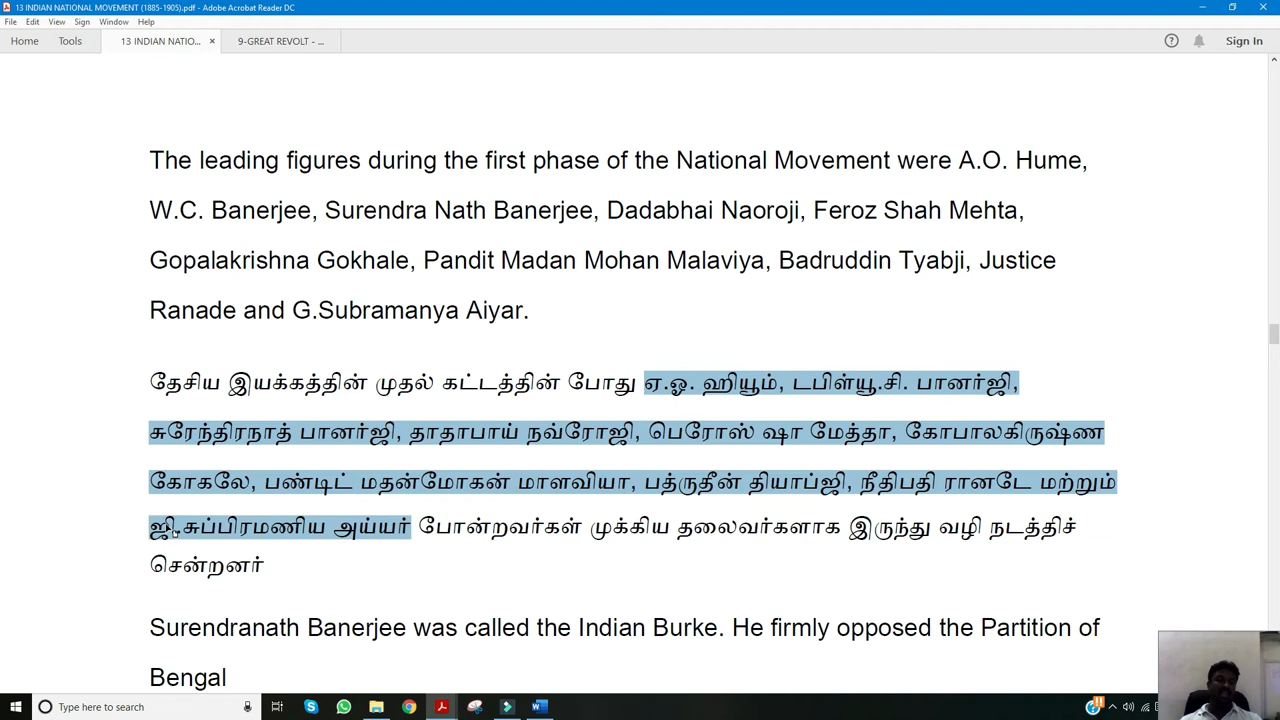 13 INDIAN NATIONAL MOVEMENT (1885-1905).pdf - Adobe Acrobat Reader DC
File Edit View Sign Window Help
Home Tools 13 INDIAN NATIO... × 9-GREAT REVOLT - ... Sign In
The leading figures during the first phase of the National Movement were A.O. Hume,
W.C. Banerjee, Surendra Nath Banerjee, Dadabhai Naoroji, Feroz Shah Mehta,
Gopalakrishna Gokhale, Pandit Madan Mohan Malaviya, Badruddin Tyabji, Justice
Ranade and G.Subramanya Aiyar.
தேசிய இயக்கத்தின் முதல் கட்டத்தின் போது ஏ.ஓ. ஹியூம், டபிள்யூ.சி. பானர்ஜி,
சுரேந்திரநாத் பானர்ஜி, தாதாபாய் நவ்ரோஜி, பெரோஸ் ஷா மேத்தா, கோபாலகிருஷ்ண
கோகலே, பண்டிட் மதன்மோகன் மாளவியா, பத்ருதீன் தியாப்ஜி, நீதிபதி ரானடே மற்றும்
ஜி.சுப்பிரமணிய அய்யர் போன்றவர்கள் முக்கிய தலைவர்களாக இருந்து வழி நடத்திச்
சென்றனர்
Surendranath Banerjee was called the Indian Burke. He firmly opposed the Partition of
Bengal
Type here to search